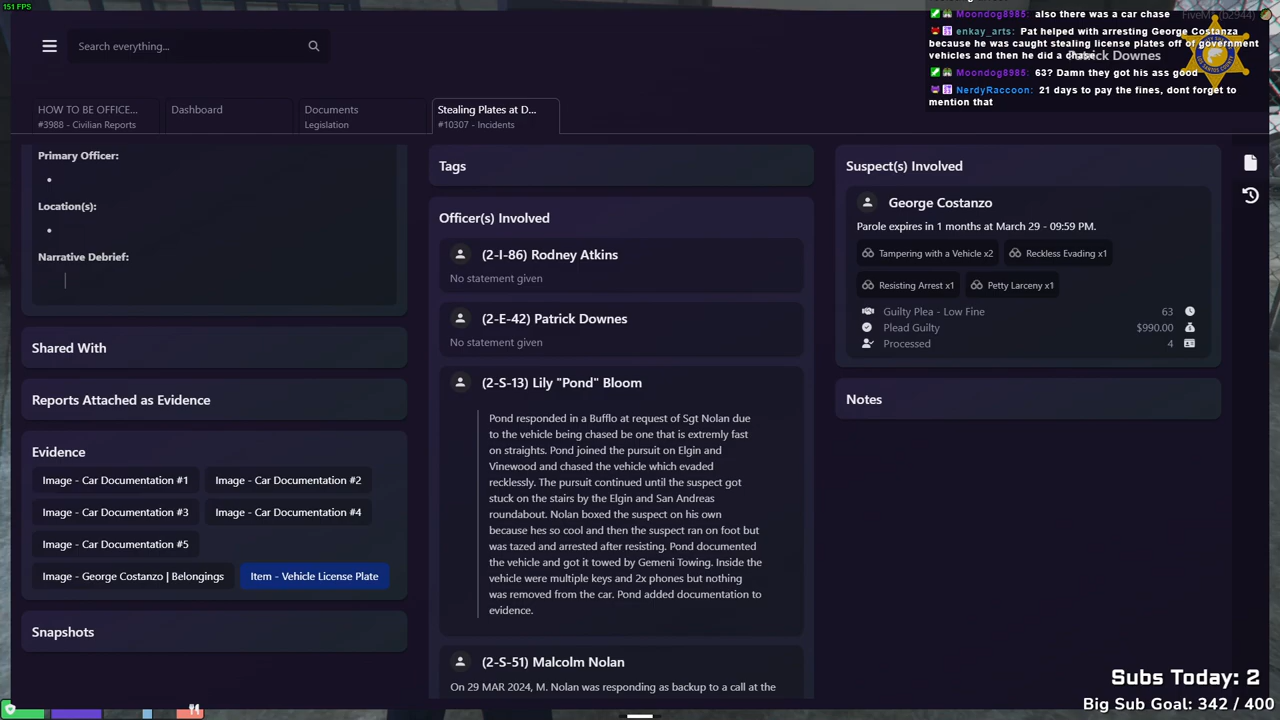 151 FPS
Search everything...
Moondog8985: also there was a car chase
FiveM® (b2944)
enkay_arts: Pat helped with arresting George Costanza
because he was caught stealing license plates off of government
vehicles and then he did a chase
Patrick Downes
Moondog8985: 63? Damn they got his ass good
NerdyRaccoon: 21 days to pay the fines, dont forget to
mention that
HOW TO BE OFFICE...
#3988 - Civilian Reports
Dashboard
Documents
Legislation
Stealing Plates at D...
#10307 - Incidents
Primary Officer:
Location(s):
Narrative Debrief:
Shared With
Reports Attached as Evidence
Evidence
Image - Car Documentation #1
Image - Car Documentation #2
Image - Car Documentation #3
Image - Car Documentation #4
Image - Car Documentation #5
Image - George Costanzo | Belongings
Item - Vehicle License Plate
Snapshots
Tags
Officer(s) Involved
(2-I-86) Rodney Atkins
No statement given
(2-E-42) Patrick Downes
No statement given
(2-S-13) Lily "Pond" Bloom
Pond responded in a Bufflo at request of Sgt Nolan due
to the vehicle being chased be one that is extremly fast
on straights. Pond joined the pursuit on Elgin and
Vinewood and chased the vehicle which evaded
recklessly. The pursuit continued until the suspect got
stuck on the stairs by the Elgin and San Andreas
roundabout. Nolan boxed the suspect on his own
because hes so cool and then the suspect ran on foot but
was tazed and arrested after resisting. Pond documented
the vehicle and got it towed by Gemeni Towing. Inside the
vehicle were multiple keys and 2x phones but nothing
was removed from the car. Pond added documentation to
evidence.
(2-S-51) Malcolm Nolan
On 29 MAR 2024, M. Nolan was responding as backup to a call at the
Suspect(s) Involved
George Costanzo
Parole expires in 1 months at March 29 - 09:59 PM.
Tampering with a Vehicle x2
Reckless Evading x1
Resisting Arrest x1
Petty Larceny x1
Guilty Plea - Low Fine 63
Plead Guilty $990.00
Processed 4
Notes
Subs Today: 2
Big Sub Goal: 342 / 400